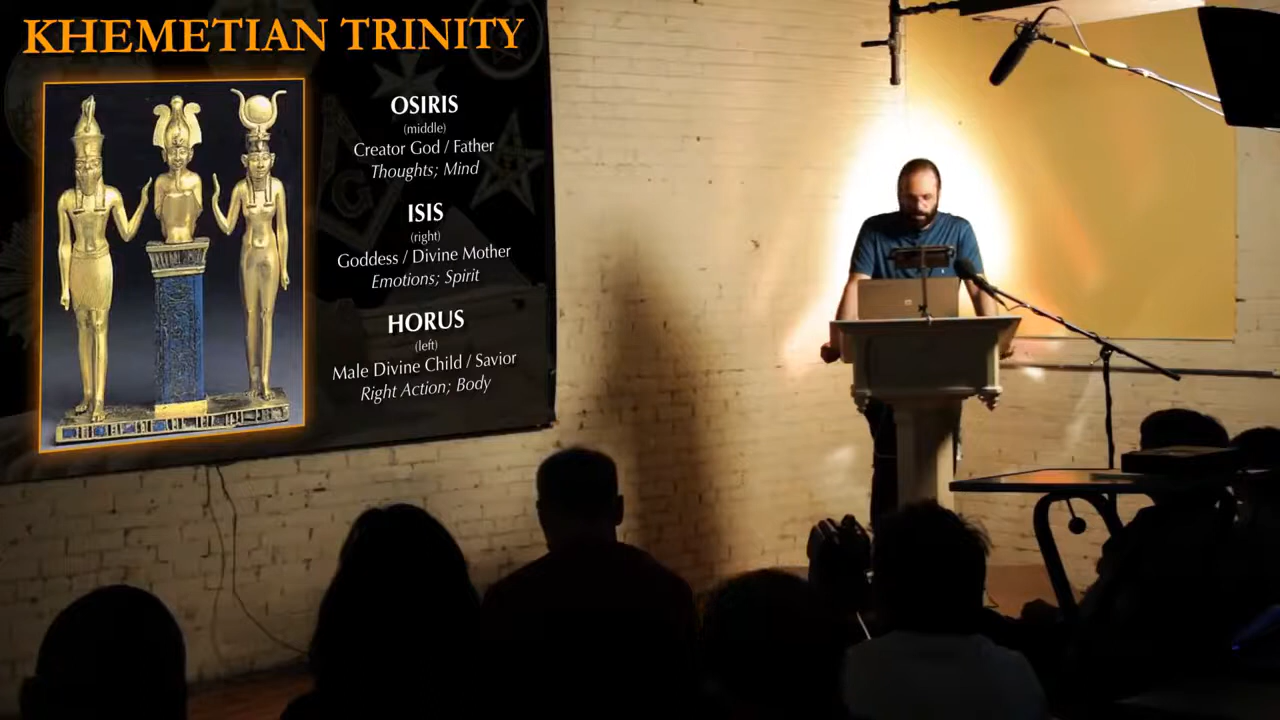 KHEMETIAN TRINITY
OSIRIS
(middle)
Creator God / Father
Thoughts; Mind
ISIS
(right)
Goddess / Divine Mother
Emotions; Spirit
HORUS
(left)
Male Divine Child / Savior
Right Action; Body
G